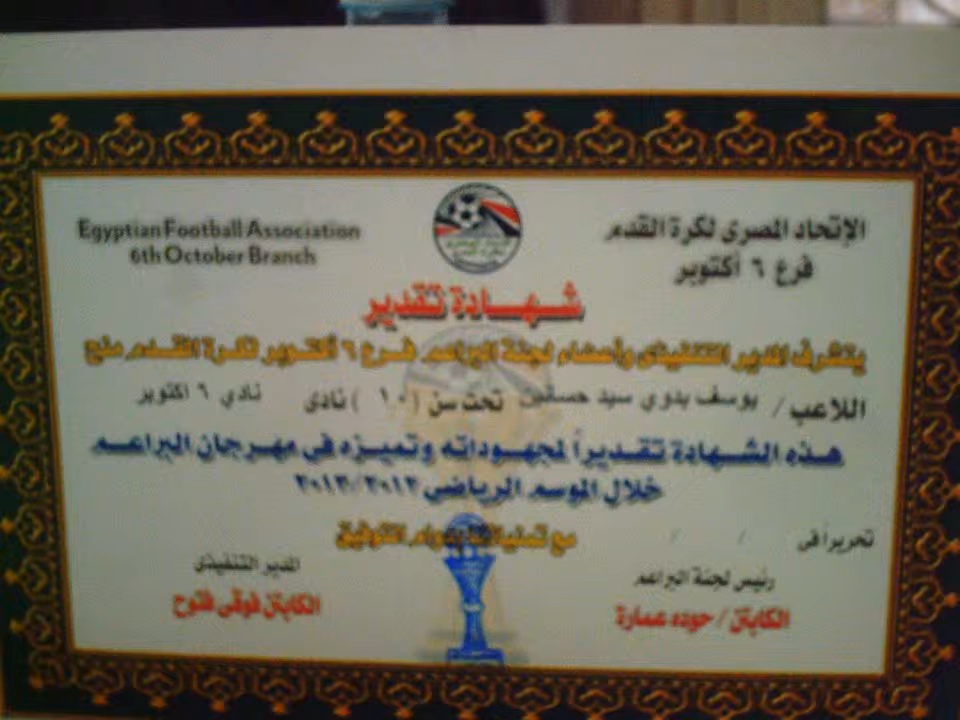 الإتحاد المصرى لكرة القدم
فرع ٦ أكتوبر
Egyptian Football Association
6th October Branch
شهادة تقدير
يتشرف المدير التنفيذى وأعضاء لجنة البراعم فرع ٦ أكتوبر لكرة القدم منح
اللاعب / يوسف بدوي سيد حسانين تحت سن ( ١٠ ) نادى نادي ٦ اكتوبر
هذه الشهادة تقديراً لمجهوداته وتميزه فى مهرجان البراعم
خلال الموسم الرياضى ٢٠١٣/٢٠١٢
مع تمنياتنا بدوام التوفيق
تحريراً فى / /
رئيس لجنة البراعم
الكابتن / حوده عمارة
المدير التنفيذى
الكابتن فوقى فتوح